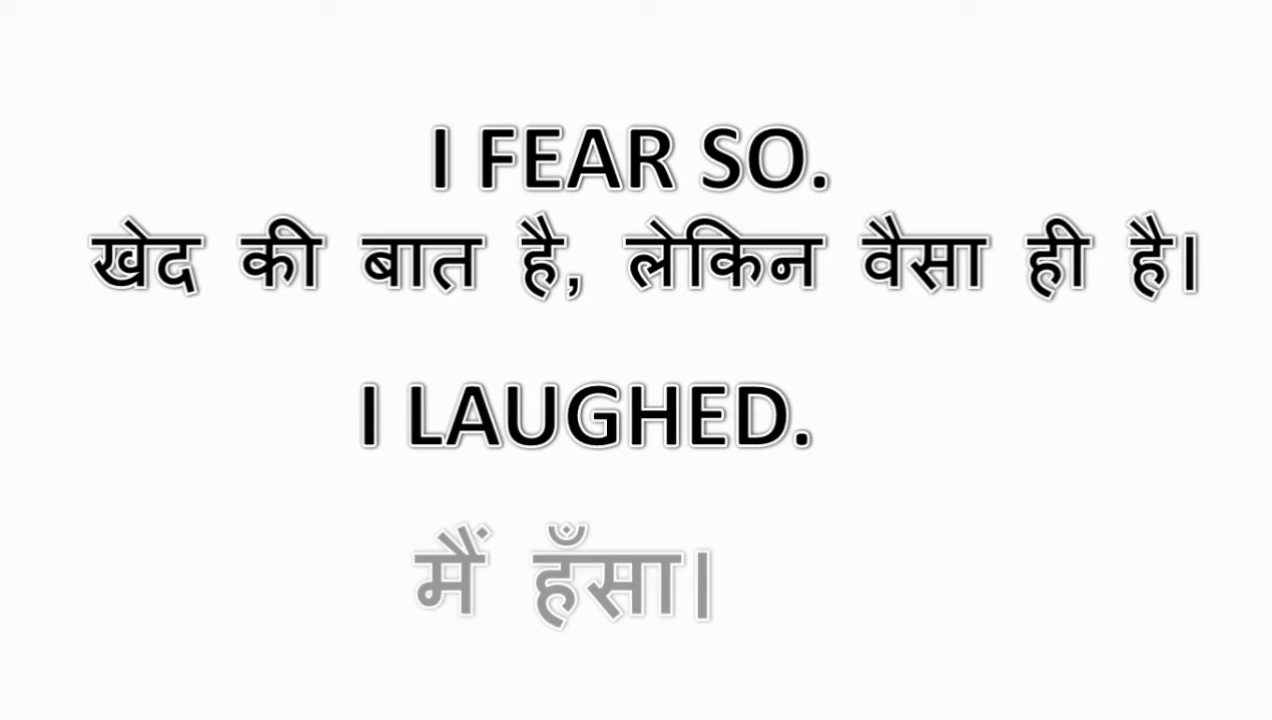 I FEAR SO.
खेद की बात है, लेकिन वैसा ही है।
I LAUGHED.
मैं हँसा।